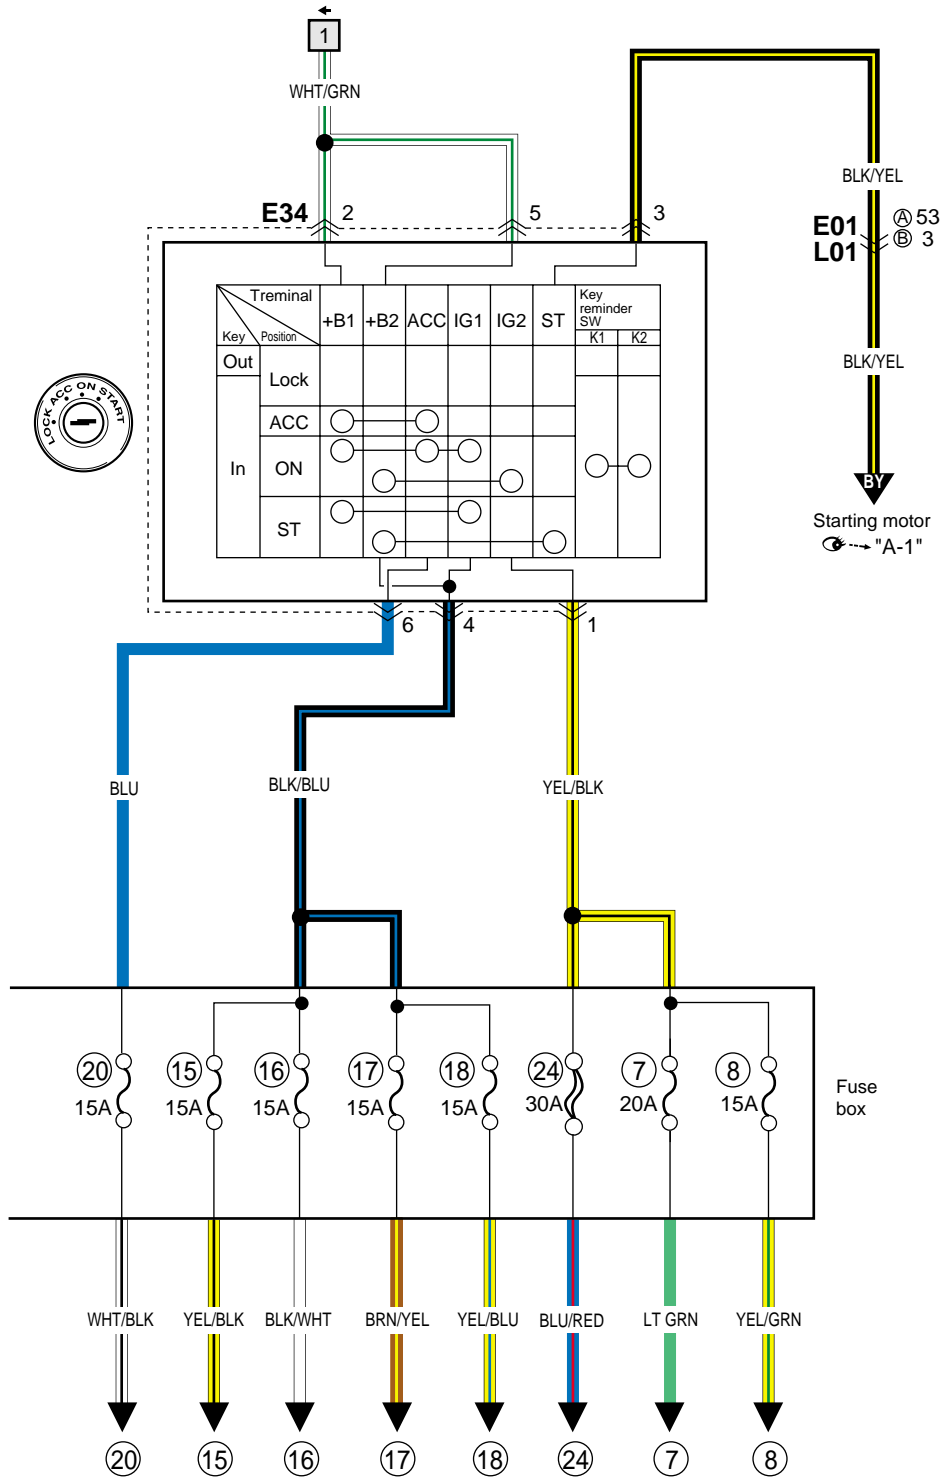 1
WHT/GRN
BLK/YEL
E34 2 5 3
E01 Ⓐ 53
L01 Ⓑ 3
Treminal
Key Position
+B1 +B2 ACC IG1 IG2 ST
Key
reminder
SW
K1 K2
Out
Lock
BLK/YEL
LOCK ACC ON START
ACC
In
ON
ST
BY
Starting motor
"A-1"
6 4 1
BLU BLK/BLU YEL/BLK
20 15 16 17 18 24 7 8
15A 15A 15A 15A 15A 30A 20A 15A
Fuse
box
WHT/BLK YEL/BLK BLK/WHT BRN/YEL YEL/BLU BLU/RED LT GRN YEL/GRN
20 15 16 17 18 24 7 8